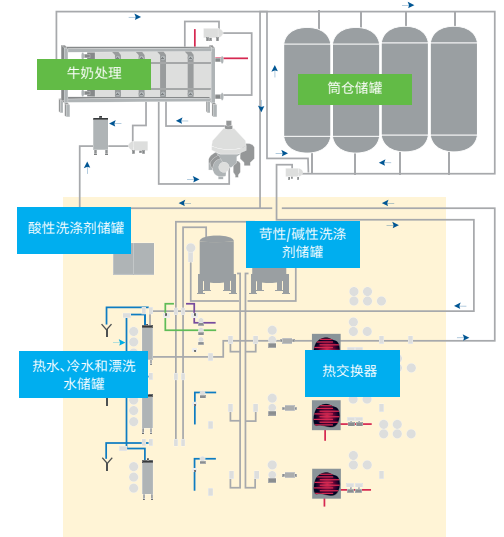 牛奶处理
筒仓储罐
酸性洗涤剂储罐
苛性/碱性洗涤
剂储罐
热水、冷水和漂洗
水储罐
热交换器